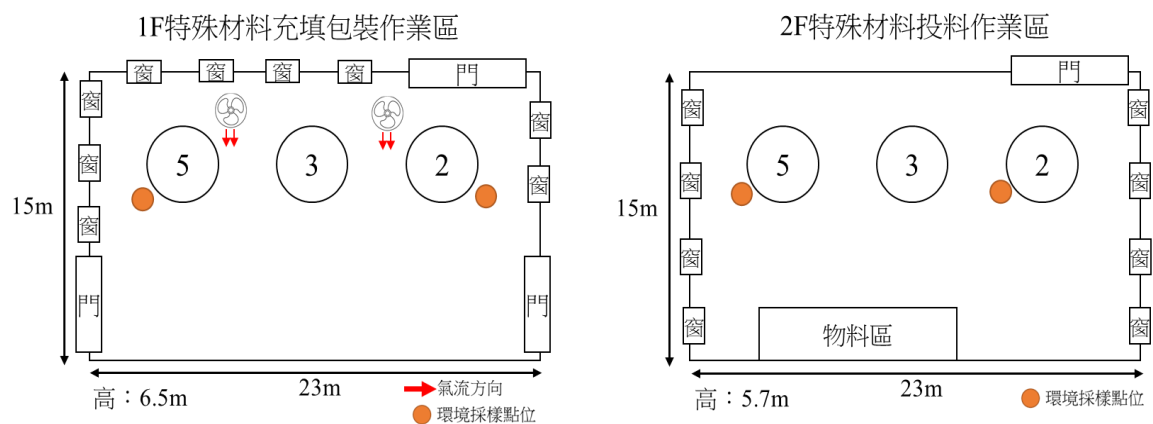 1F特殊材料充填包裝作業區
窗
窗
窗
窗
門
窗
窗
窗
門
窗
窗
門
5
3
2
15m
23m
高：6.5m
氣流方向
環境採樣點位
2F特殊材料投料作業區
門
窗
窗
窗
窗
窗
窗
窗
窗
5
3
2
15m
物料區
23m
高：5.7m
環境採樣點位